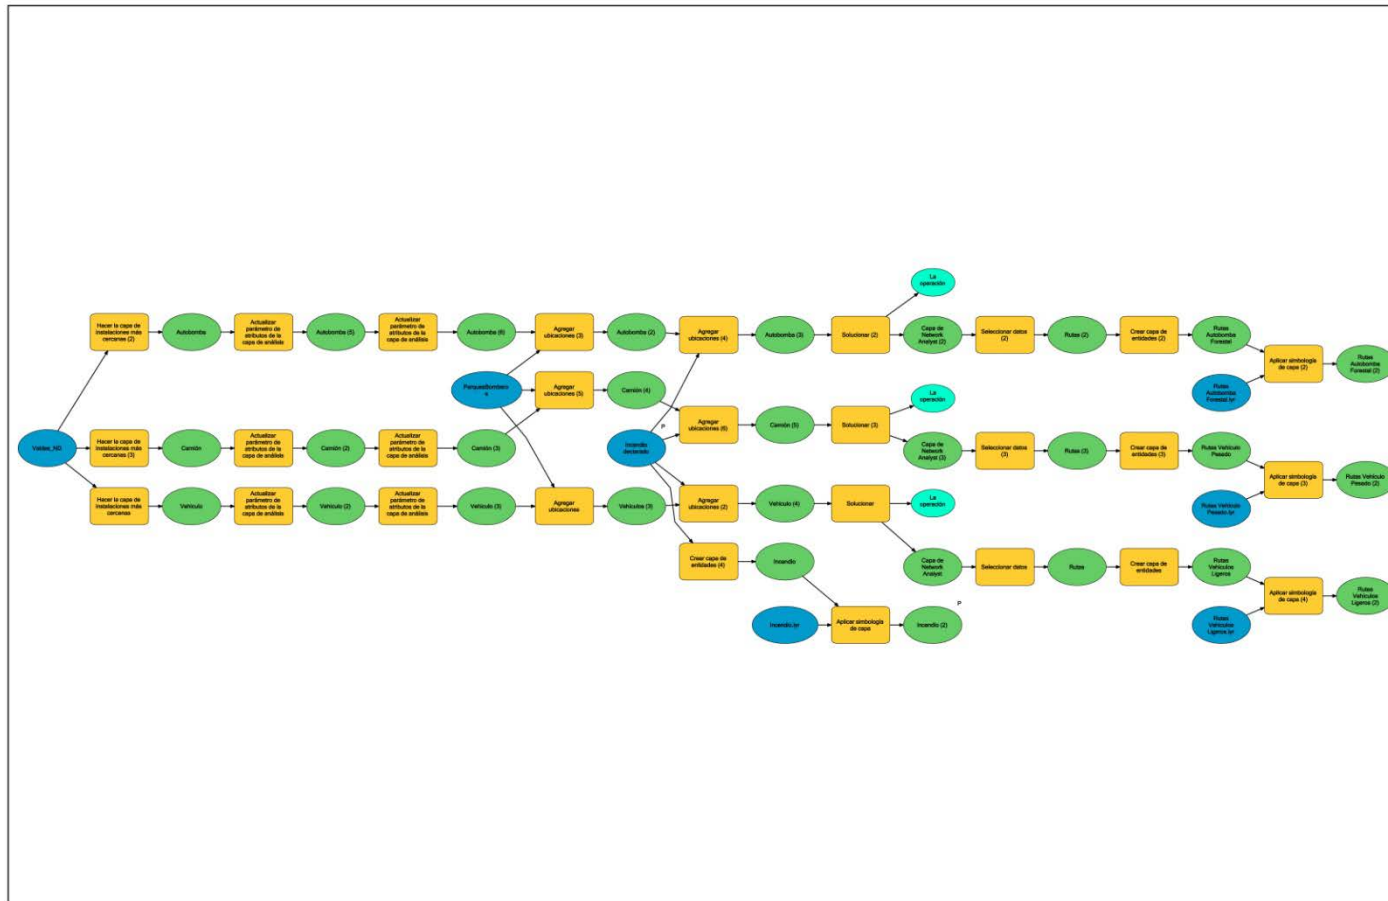 La
operación
Hacer la capa de
instalaciones más
cercanas (2)
Autobomba
Actualizar
parámetro de
atributos de la
capa de análisis
Autobomba (5)
Actualizar
parámetro de
atributos de la
capa de análisis
Autobomba (6)
Agregar
ubicaciones (3)
Autobomba (2)
Agregar
ubicaciones (4)
Autobomba (3)
Solucionar (2)
Capa de
Network
Analyst (2)
Seleccionar datos
(2)
Rutas (2)
Crear capa de
entidades (2)
Rutas
Autobomba
Forestal
Aplicar simbología
de capa (2)
Rutas
Autobomba
Forestal (2)
Rutas
Autobomba
Forestal.lyr
ParquesBombero
s
Agregar
ubicaciones (5)
Camión (4)
La
operación
P
Viables_ND
Hacer la capa de
instalaciones más
cercanas (3)
Camión
Actualizar
parámetro de
atributos de la
capa de análisis
Camión (2)
Actualizar
parámetro de
atributos de la
capa de análisis
Camión (3)
Incendio
declarado
Agregar
ubicaciones (6)
Camión (5)
Solucionar (3)
Capa de
Network
Analyst (3)
Seleccionar datos
(3)
Rutas (3)
Crear capa de
entidades (3)
Rutas Vehículo
Pesado
Aplicar simbología
de capa (3)
Rutas Vehículo
Pesado (2)
Rutas Vehículo
Pesado.lyr
Hacer la capa de
instalaciones más
cercanas
Vehículo
Actualizar
parámetro de
atributos de la
capa de análisis
Vehículo (2)
Actualizar
parámetro de
atributos de la
capa de análisis
Vehículo (3)
Agregar
ubicaciones
Vehículos (3)
Agregar
ubicaciones (2)
Vehículo (4)
Solucionar
La
operación
Crear capa de
entidades (4)
Incendio
Capa de
Network
Analyst
Seleccionar datos
Rutas
Crear capa de
entidades
Rutas
Vehículos
Ligeros
Aplicar simbología
de capa (4)
Rutas
Vehículos
Ligeros (2)
P
Incendio.lyr
Aplicar simbología
de capa
Incendio (2)
Rutas
Vehículos
Ligeros.lyr